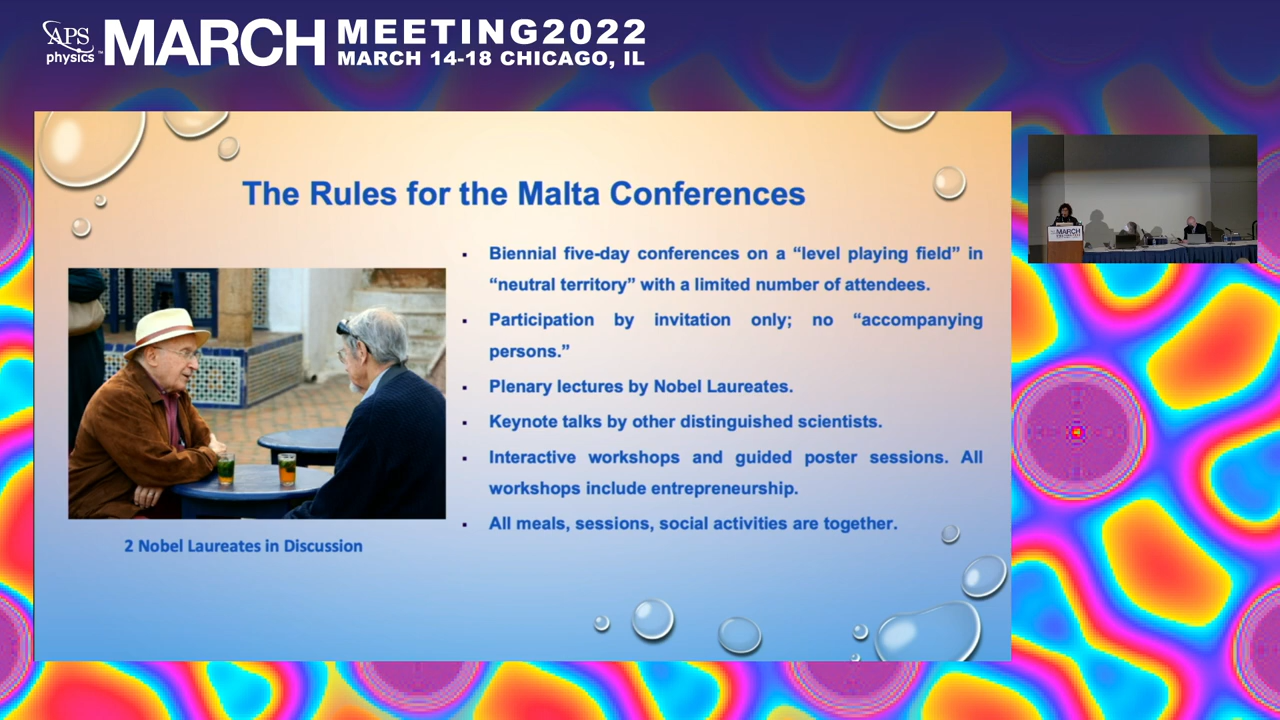 APS
physics
MARCH
MEETING2022
MARCH 14-18 CHICAGO, IL
The Rules for the Malta Conferences
▪ Biennial five-day conferences on a “level playing field” in
“neutral territory” with a limited number of attendees.
▪ Participation by invitation only; no “accompanying
persons.”
▪ Plenary lectures by Nobel Laureates.
▪ Keynote talks by other distinguished scientists.
▪ Interactive workshops and guided poster sessions. All
workshops include entrepreneurship.
▪ All meals, sessions, social activities are together.
2 Nobel Laureates in Discussion
MARCH